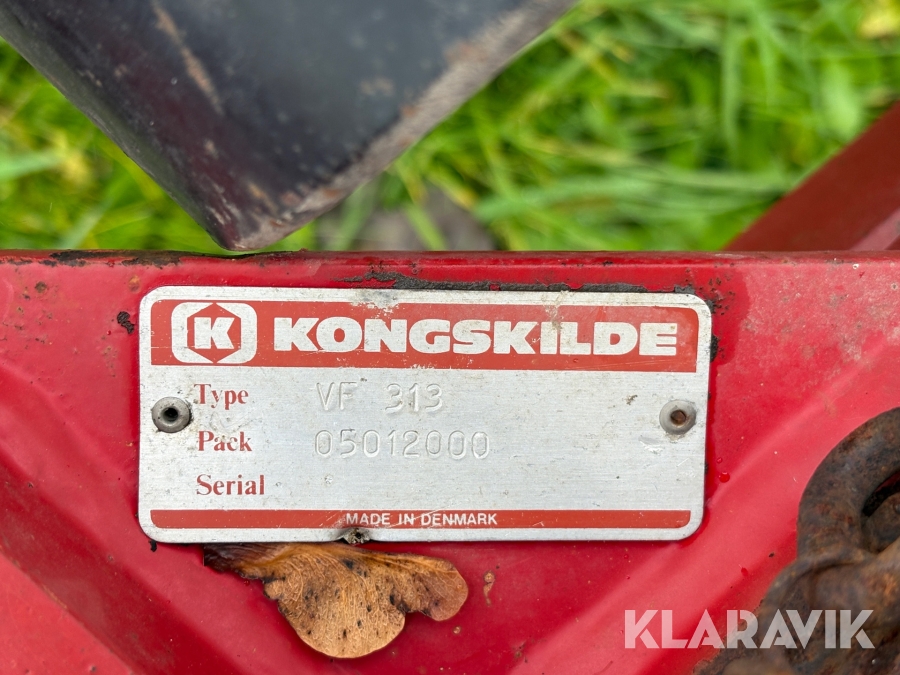 K KONGSKILDE
Type VF 313
Pack 05012000
Serial
MADE IN DENMARK
KLARAVIK